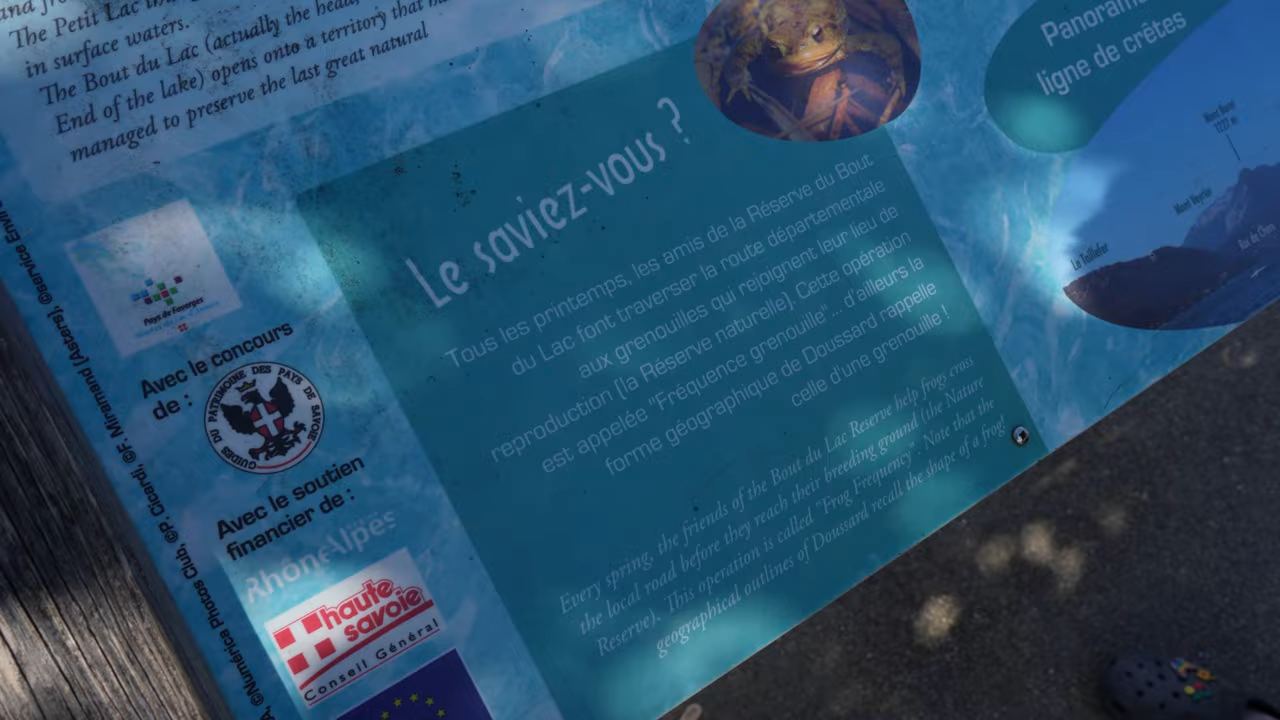 The Petit Lac
in surface waters.
The Bout du Lac (actually the head,
End of the lake) opens onto a territory that
managed to preserve the last great natural
Pays de Faverges
Avec le concours
de :
GUIDES DU PATRIMOINE DES PAYS DE SAVOIE
Avec le soutien
financier de :
RhôneAlpes
haute
savoie
Conseil Général
[Asters], ©F. Miramand ©P. Cicardi, ©Numérica Photos Club,
Le saviez-vous ?
Tous les printemps, les amis de la Réserve du Bout
du Lac font traverser la route départementale
aux grenouilles qui rejoignent leur lieu de
reproduction [la Réserve naturelle]. Cette opération
est appelée "Fréquence grenouille"... d'ailleurs la
forme géographique de Doussard rappelle
celle d'une grenouille !
Every spring, the friends of the Bout du Lac Reserve help frogs cross
the local road before they reach their breeding ground (the Nature
Reserve). This operation is called "Frog Frequency". Note that the
geographical outlines of Doussard recall the shape of a frog!
ligne de crêtes
Mont Veyrier
Le Taillefer